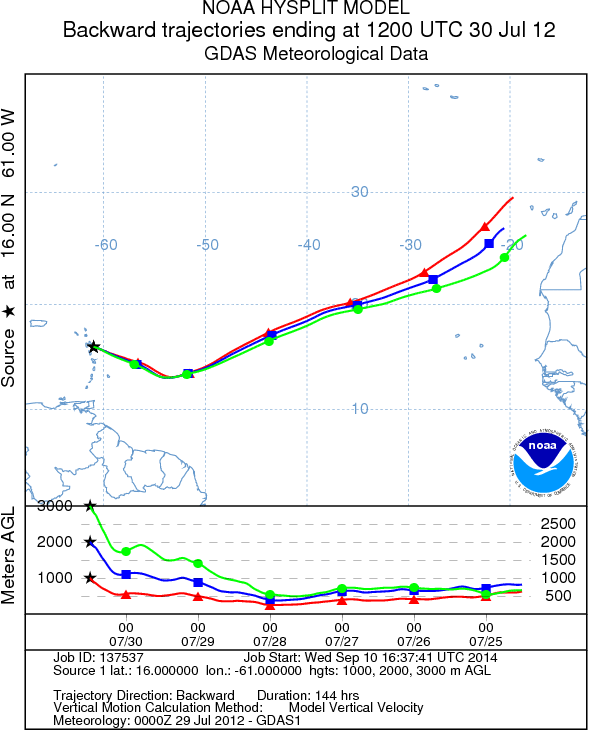 NOAA HYSPLIT MODEL
Backward trajectories ending at 1200 UTC 30 Jul 12
GDAS Meteorological Data
Source ★ at 16.00 N 61.00 W
30
-60 -50 -40 -30 -20
10
noaa
Meters AGL
3000
2000
1000
2500
2000
1500
1000
500
00 00 00 00 00 00
07/30 07/29 07/28 07/27 07/26 07/25
Job ID: 137537 Job Start: Wed Sep 10 16:37:41 UTC 2014
Source 1 lat.: 16.000000 lon.: -61.000000 hgts: 1000, 2000, 3000 m AGL
Trajectory Direction: Backward Duration: 144 hrs
Vertical Motion Calculation Method: Model Vertical Velocity
Meteorology: 0000Z 29 Jul 2012 - GDAS1